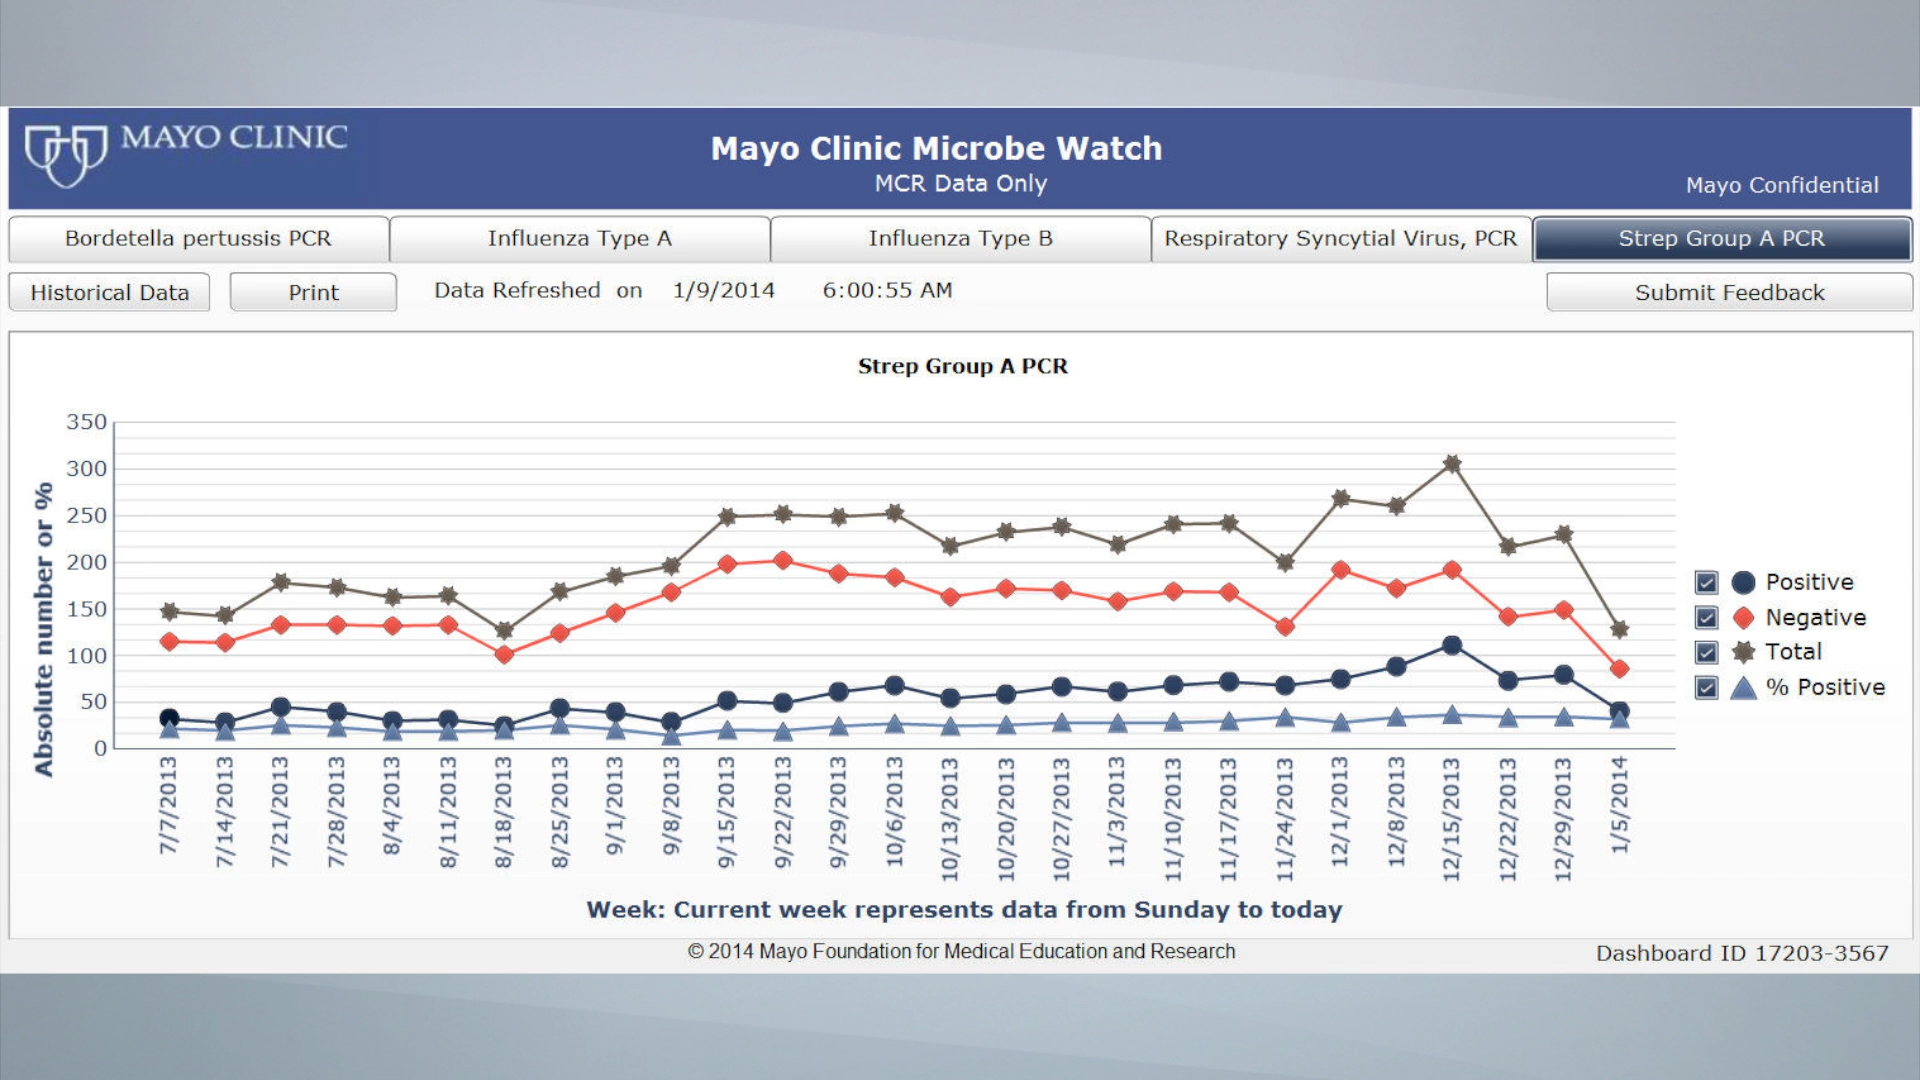 MAYO CLINIC
Mayo Clinic Microbe Watch
MCR Data Only
Mayo Confidential
Bordetella pertussis PCR
Influenza Type A
Influenza Type B
Respiratory Syncytial Virus, PCR
Strep Group A PCR
Historical Data
Print
Data Refreshed on 1/9/2014 6:00:55 AM
Submit Feedback
Strep Group A PCR
Absolute number or %
350
300
250
200
150
100
50
0
Positive
Negative
Total
% Positive
7/7/2013
7/14/2013
7/21/2013
7/28/2013
8/4/2013
8/11/2013
8/18/2013
8/25/2013
9/1/2013
9/8/2013
9/15/2013
9/22/2013
9/29/2013
10/6/2013
10/13/2013
10/20/2013
10/27/2013
11/3/2013
11/10/2013
11/17/2013
11/24/2013
12/1/2013
12/8/2013
12/15/2013
12/22/2013
12/29/2013
1/5/2014
Week: Current week represents data from Sunday to today
© 2014 Mayo Foundation for Medical Education and Research
Dashboard ID 17203-3567